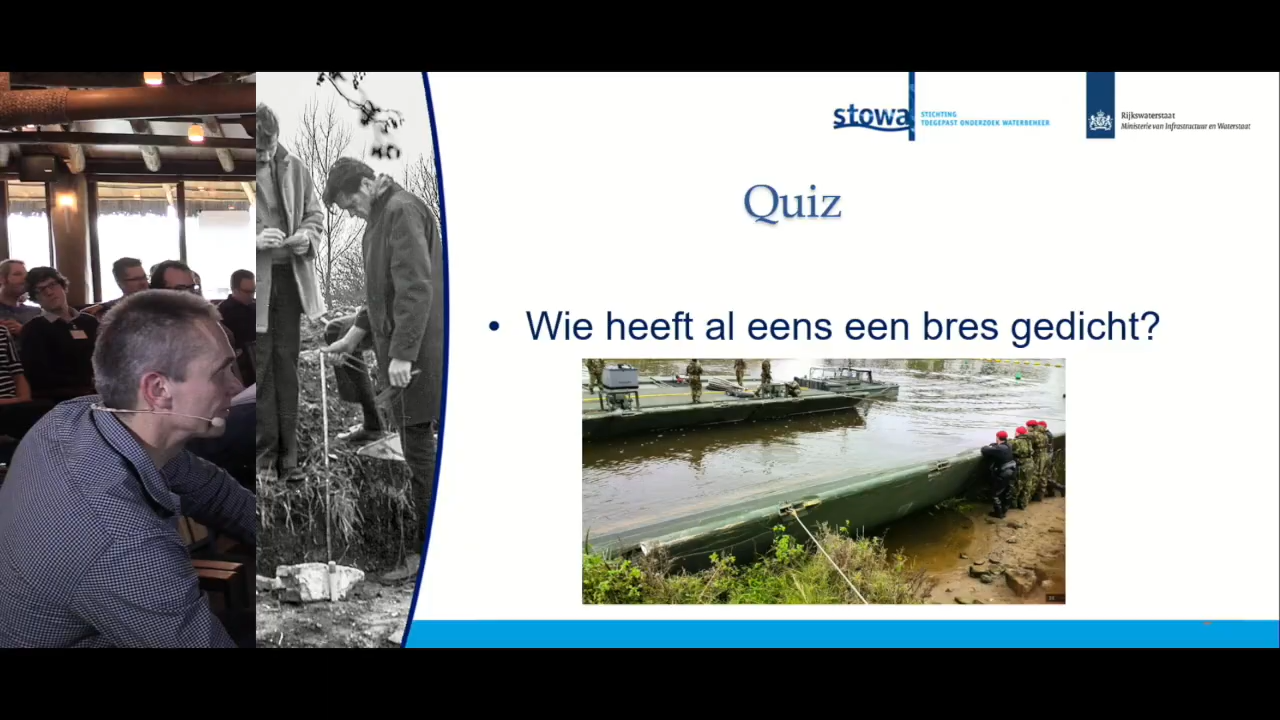 stowa
STICHTING
TOEGEPAST ONDERZOEK WATERBEHEER
Rijkswaterstaat
Ministerie van Infrastructuur en Waterstaat
Quiz
• Wie heeft al eens een bres gedicht?